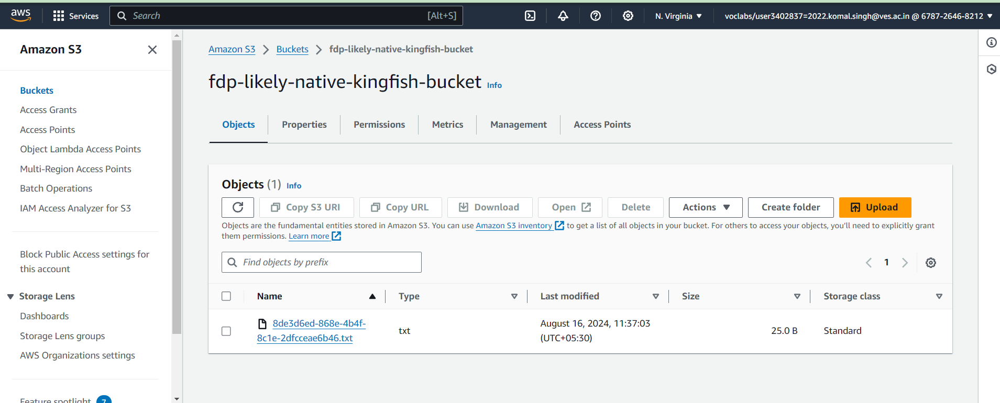 aws
Services
Search [Alt+S]
N. Virginia
voclabs/user3402837=2022.komal.singh@ves.ac.in @ 6787-2646-8212
Amazon S3
Buckets
Access Grants
Access Points
Object Lambda Access Points
Multi-Region Access Points
Batch Operations
IAM Access Analyzer for S3
Block Public Access settings for
this account
Storage Lens
Dashboards
Storage Lens groups
AWS Organizations settings
Feature spotlight 7
Amazon S3 > Buckets > fdp-likely-native-kingfish-bucket
fdp-likely-native-kingfish-bucket Info
Objects Properties Permissions Metrics Management Access Points
Objects (1) Info
Copy S3 URI Copy URL Download Open Delete Actions Create folder Upload
Objects are the fundamental entities stored in Amazon S3. You can use Amazon S3 inventory to get a list of all objects in your bucket. For others to access your objects, you’ll need to explicitly grant
them permissions. Learn more
Find objects by prefix
1
Name Type Last modified Size Storage class
8de3d6ed-868e-4b4f-
8c1e-2dfcceae6b46.txt
txt
August 16, 2024, 11:37:03
(UTC+05:30)
25.0 B
Standard